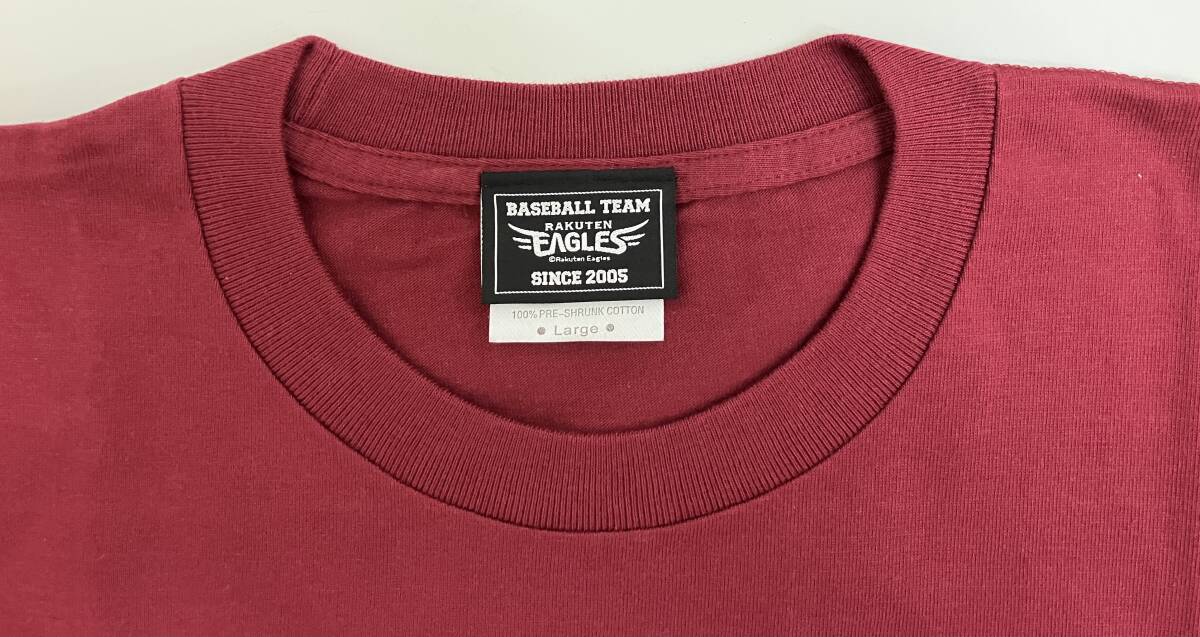 BASEBALL TEAM
RAKUTEN
EAGLES
©Rakuten Eagles
SINCE 2005
100% PRE-SHRUNK COTTON
• Large •